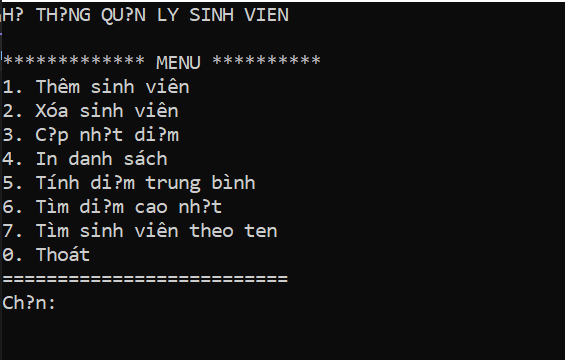 H? TH?NG QU?N LY SINH VIEN
************* MENU **********
1. Thêm sinh viên
2. Xóa sinh viên
3. C?p nh?t di?m
4. In danh sách
5. Tính di?m trung bình
6. Tìm di?m cao nh?t
7. Tìm sinh viên theo ten
0. Thoát
==========================
Ch?n: